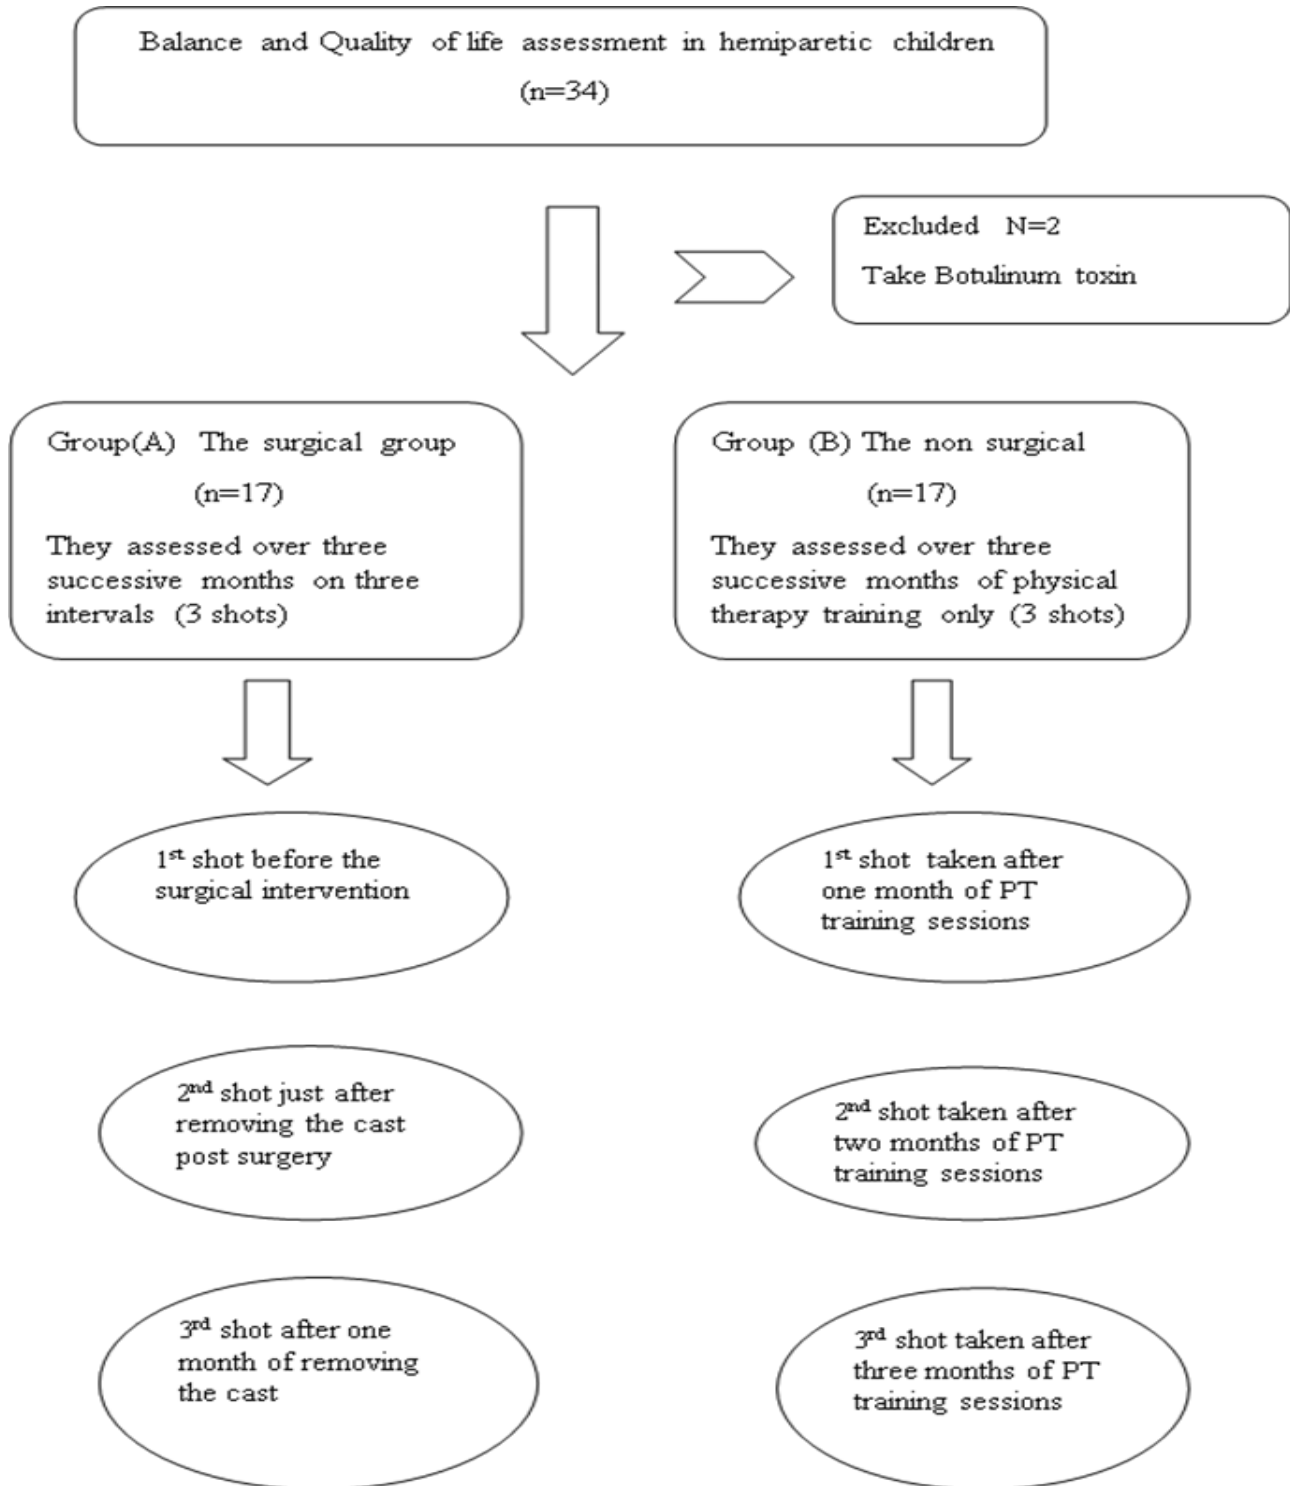 Balance and Quality of life assessment in hemiparetic children
(n=34)
Excluded N=2
Take Botulinum toxin
Group(A) The surgical group
(n=17)
They assessed over three
successive months on three
intervals (3 shots)
Group (B) The non surgical
(n=17)
They assessed over three
successive months of physical
therapy training only (3 shots)
1st shot before the
surgical intervention
1st shot taken after
one month of PT
training sessions
2nd shot just after
removing the cast
post surgery
2nd shot taken after
two months of PT
training sessions
3rd shot after one
month of removing
the cast
3rd shot taken after
three months of PT
training sessions